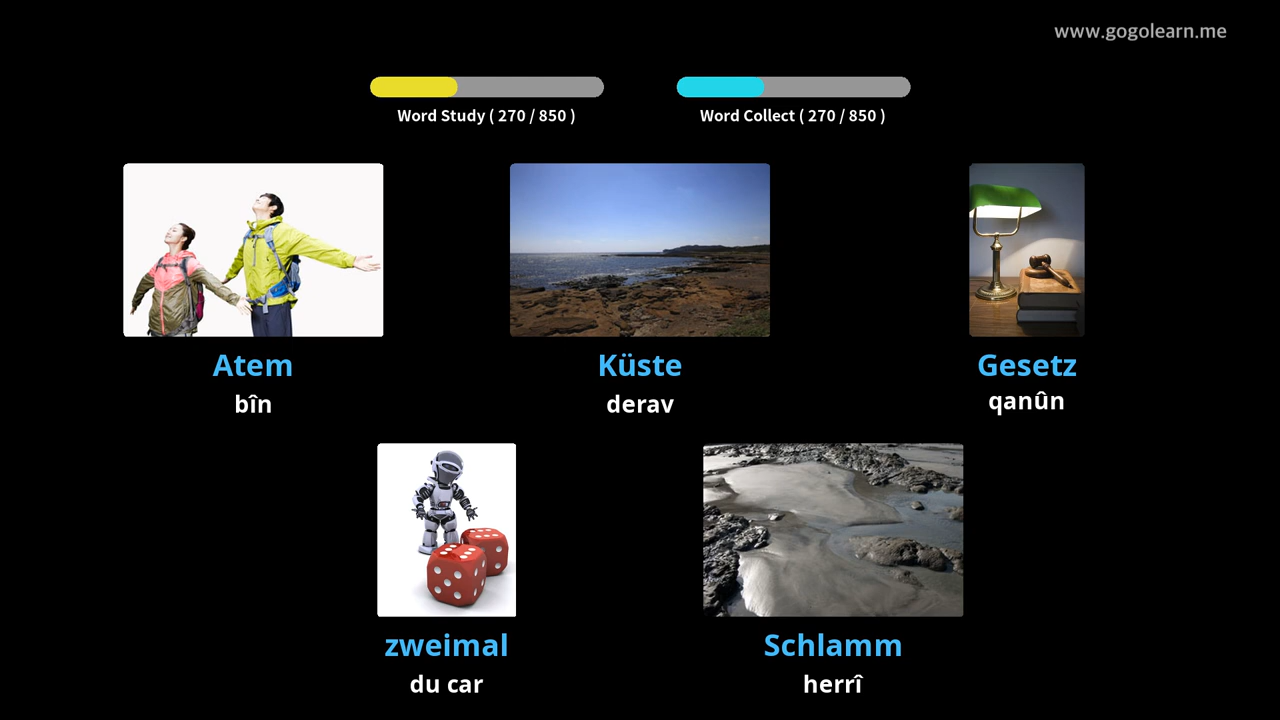 www.gogolearn.me
Word Study ( 270 / 850 )
Word Collect ( 270 / 850 )
Atem
bîn
Küste
derav
Gesetz
qanûn
zweimal
du car
Schlamm
herrî